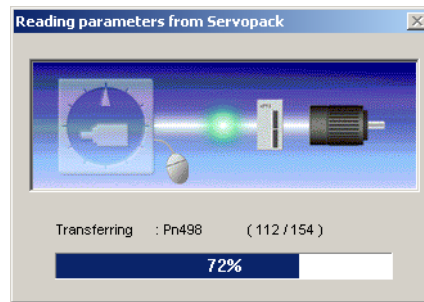 Reading parameters from Servopack
Transferring : Pn498 ( 112 / 154 )
72%